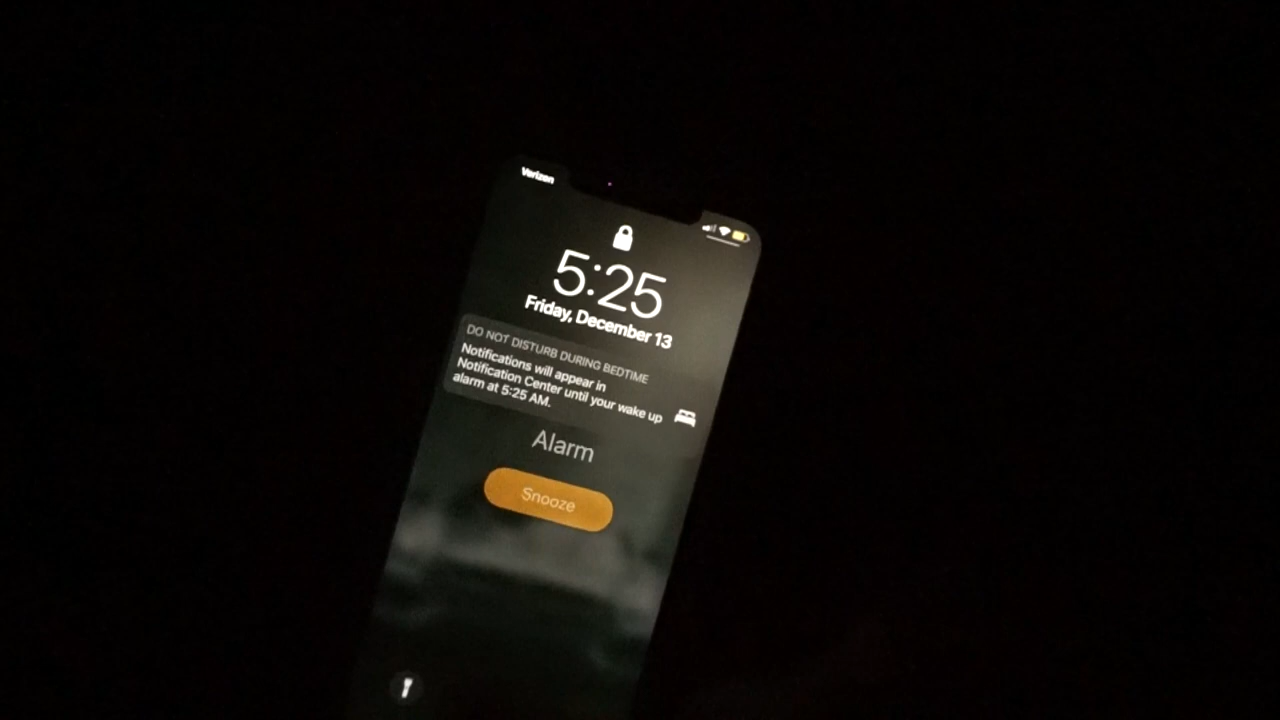 Verizon
5:25
Friday, December 13
DO NOT DISTURB DURING BEDTIME
Notifications will appear in
Notification Center until your wake up
alarm at 5:25 AM.
Alarm
Snooze